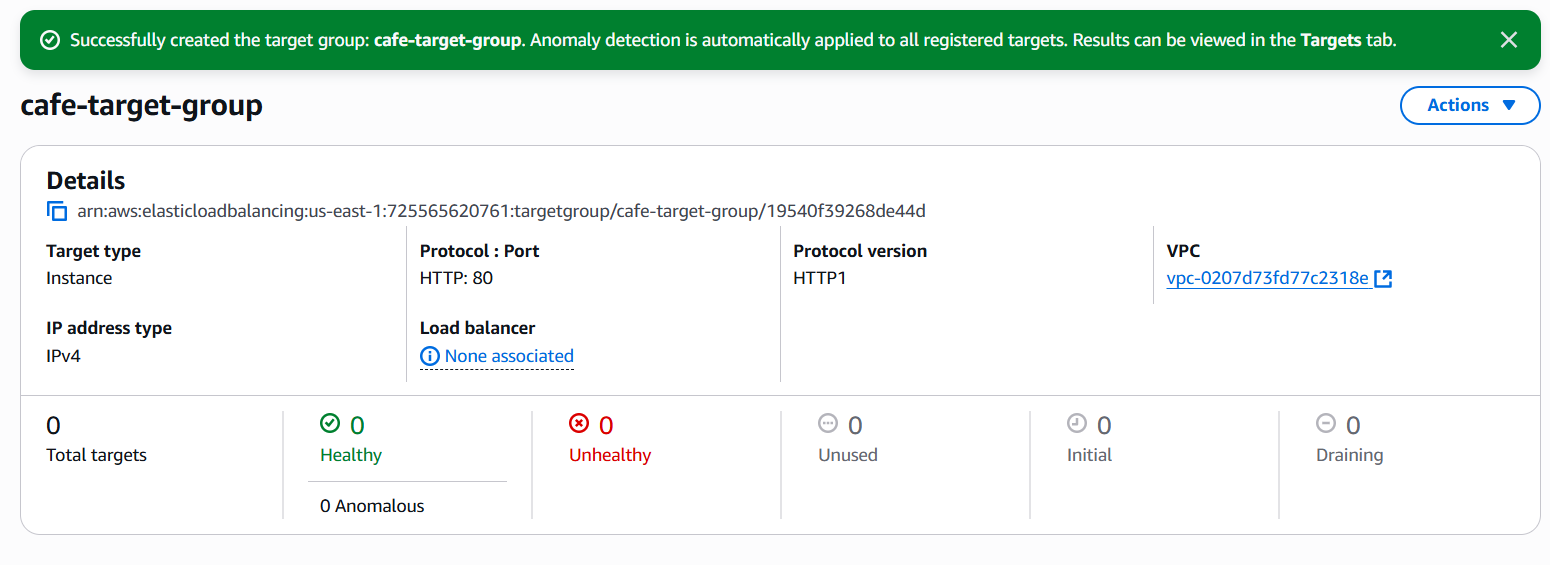 Successfully created the target group: cafe-target-group. Anomaly detection is automatically applied to all registered targets. Results can be viewed in the Targets tab.
cafe-target-group
Actions
Details
arn:aws:elasticloadbalancing:us-east-1:725565620761:targetgroup/cafe-target-group/19540f39268de44d
Target type
Instance
Protocol : Port
HTTP: 80
Protocol version
HTTP1
VPC
vpc-0207d73fd77c2318e
IP address type
IPv4
Load balancer
None associated
0
Total targets
0
Healthy
0 Anomalous
0
Unhealthy
0
Unused
0
Initial
0
Draining